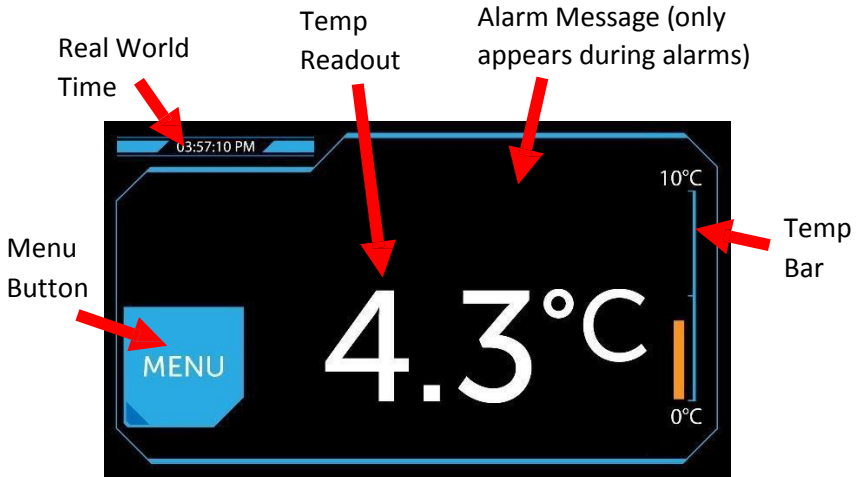 Real World
Time
Temp
Readout
Alarm Message (only
appears during alarms)
03:57:10 PM
10°C
Temp
Bar
Menu
Button
MENU
4.3°C
0°C